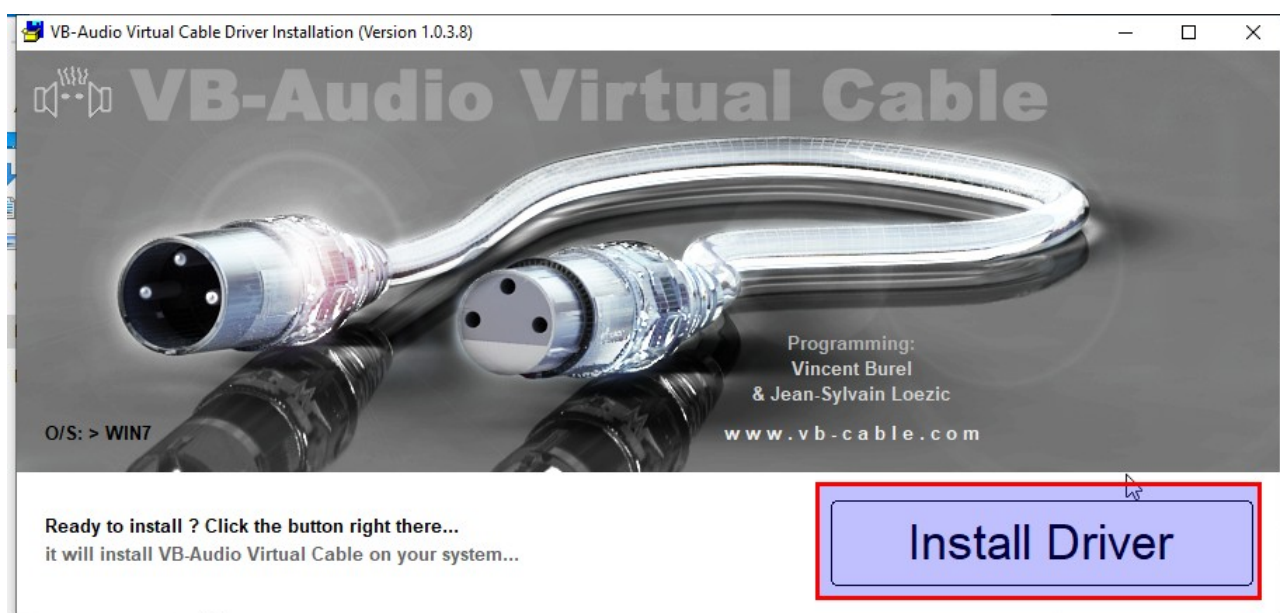 VB-Audio Virtual Cable Driver Installation (Version 1.0.3.8)
VB-Audio Virtual Cable
Programming:
Vincent Burel
& Jean-Sylvain Loezic
O/S: > WIN7
www.vb-cable.com
Ready to install ? Click the button right there...
it will install VB-Audio Virtual Cable on your system...
Install Driver